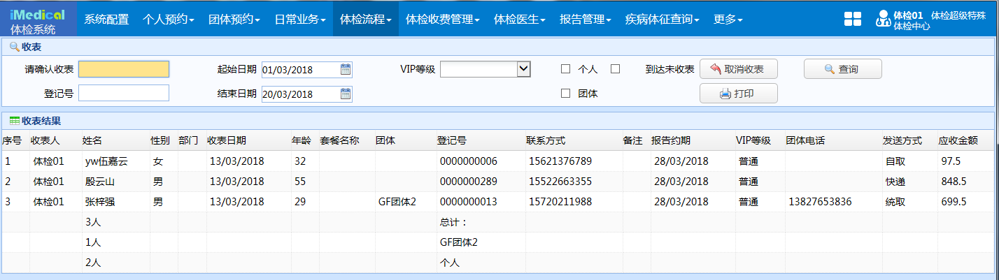 iMedical
体检系统
系统配置 个人预约 团体预约 日常业务 体检流程 体检收费管理 体检医生 报告管理 疾病体征查询 更多
体检01 体检超级特殊
体检中心
收表
请确认收表 起始日期 01/03/2018 VIP等级 个人 到达未收表 取消收表 查询
登记号 结束日期 20/03/2018 团体 打印
收表结果
序号 收表人 姓名 性别 部门 收表日期 年龄 套餐名称 团体 登记号 联系方式 备注 报告约期 VIP等级 团体电话 发送方式 应收金额
1 体检01 yw伍嘉云 女 13/03/2018 32 0000000006 15621376789 28/03/2018 普通 自取 97.5
2 体检01 殷云山 男 13/03/2018 55 0000000289 15522663355 28/03/2018 普通 快递 848.5
3 体检01 张梓强 男 13/03/2018 29 GF团体2 0000000013 15720211988 28/03/2018 普通 13827653836 统取 699.5
3人 总计：
1人 GF团体2
2人 个人